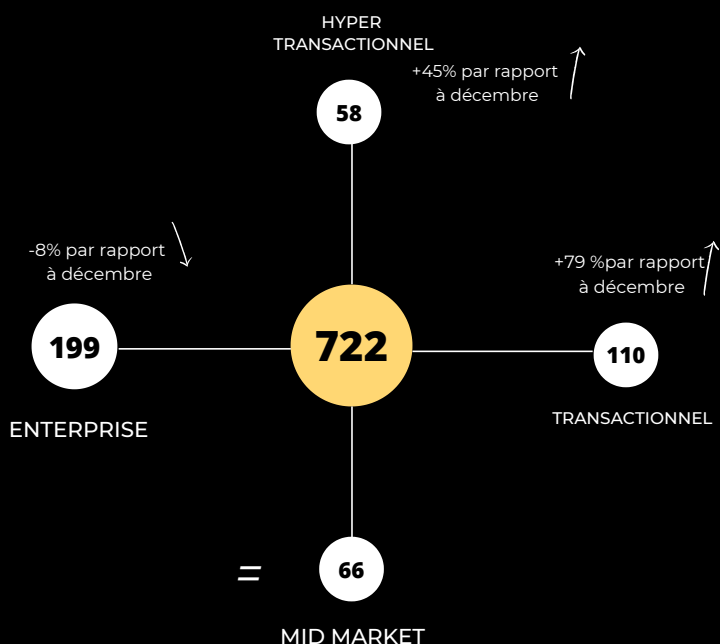 HYPER
TRANSACTIONNEL
+45% par rapport
à décembre
58
-8% par rapport
à décembre
+79 %par rapport
à décembre
199
722
110
ENTERPRISE
TRANSACTIONNEL
=
66
MID MARKET